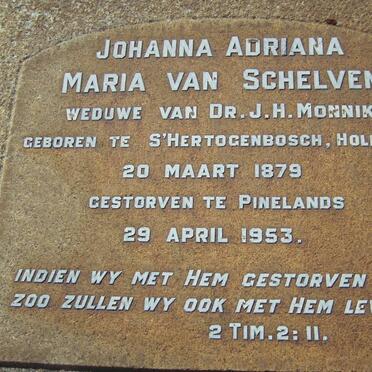 JOHANNA ADRIANA
MARIA VAN SCHELVEN
WEDUWE VAN DR. J. H. MONNIK
GEBOREN TE S'HERTOGENBOSCH, HOL
20 MAART 1879
GESTORVEN TE PINELANDS
29 APRIL 1953.
INDIEN WY MET HEM GESTORVEN
ZOO ZULLEN WY OOK MET HEM LEV
2 TIM. 2: 11.